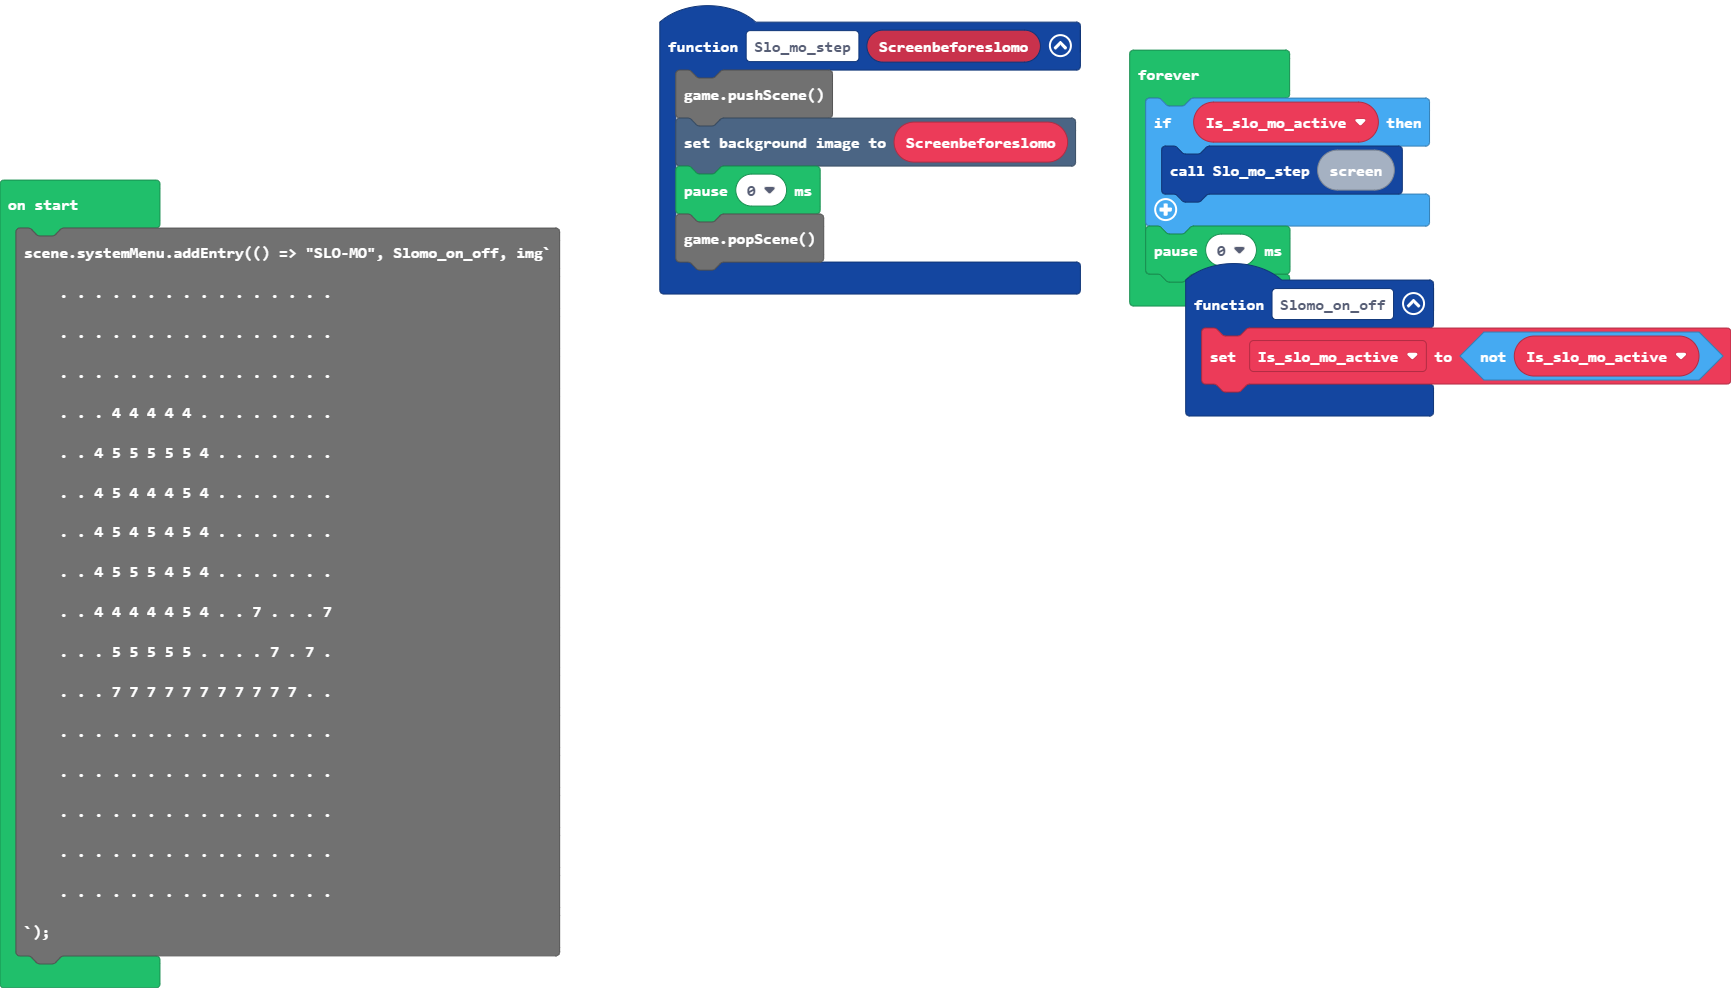 on start
scene.systemMenu.addEntry(() => "SLO-MO", Slomo_on_off, img`
. . . . . . . . . . . . . . . .
. . . . . . . . . . . . . . . .
. . . . . . . . . . . . . . . .
. . . 4 4 4 4 4 . . . . . . . .
. . 4 5 5 5 5 5 4 . . . . . . .
. . 4 5 4 4 4 5 4 . . . . . . .
. . 4 5 4 5 4 5 4 . . . . . . .
. . 4 5 5 5 4 5 4 . . . . . . .
. . 4 4 4 4 4 5 4 . . 7 . . . 7
. . . 5 5 5 5 5 . . . . 7 . 7 .
. . . 7 7 7 7 7 7 7 7 7 7 7 . .
. . . . . . . . . . . . . . . .
. . . . . . . . . . . . . . . .
. . . . . . . . . . . . . . . .
. . . . . . . . . . . . . . . .
. . . . . . . . . . . . . . . .
`);
function Slo_mo_step Screenbeforeslomo
game.pushScene()
set background image to Screenbeforeslomo
pause 0 ms
game.popScene()
forever
if Is_slo_mo_active then
call Slo_mo_step screen
pause 0 ms
function Slomo_on_off
set Is_slo_mo_active to not Is_slo_mo_active